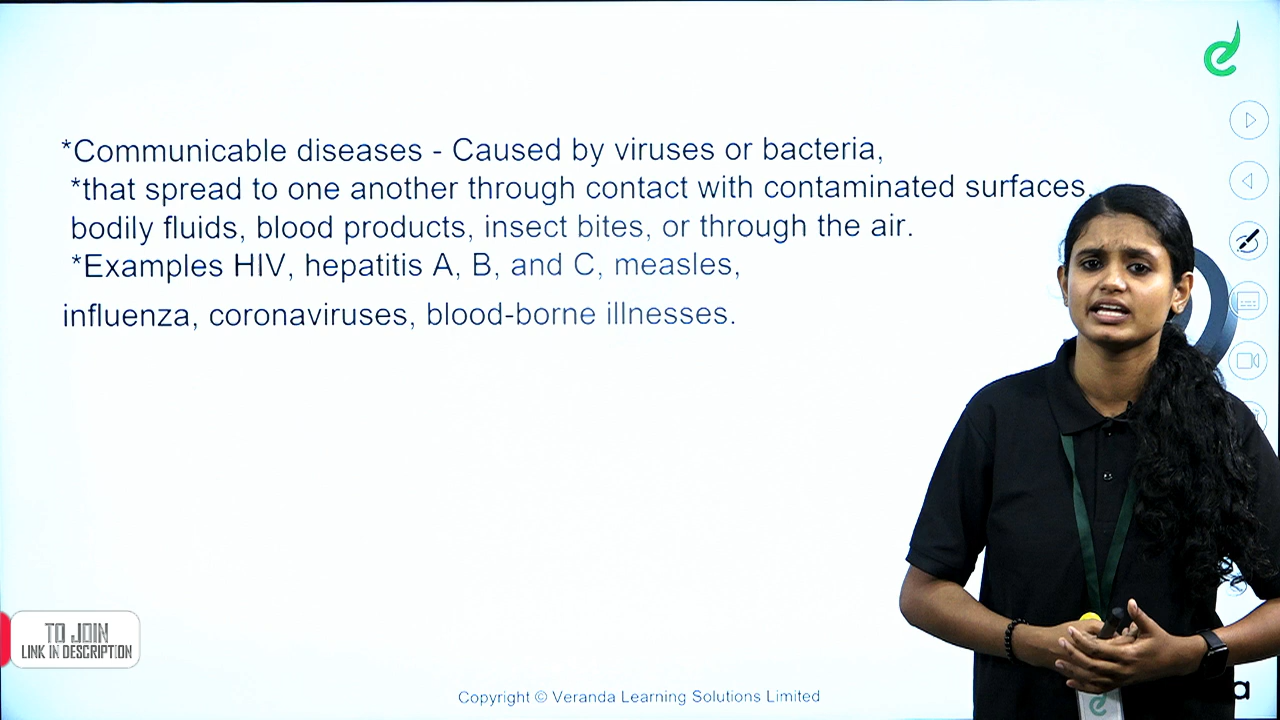 *Communicable diseases - Caused by viruses or bacteria,
*that spread to one another through contact with contaminated surfaces,
bodily fluids, blood products, insect bites, or through the air.
*Examples HIV, hepatitis A, B, and C, measles,
influenza, coronaviruses, blood-borne illnesses.
TO JOIN
LINK IN DESCRIPTION
Copyright © Veranda Learning Solutions Limited